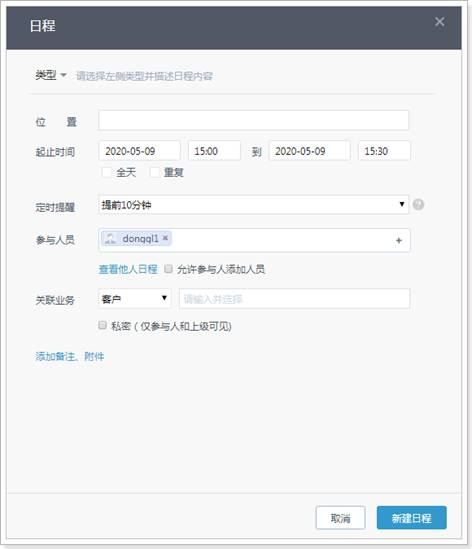 日程
类型 请选择左侧类型并描述日程内容
位 置
起止时间 2020-05-09 15:00 到 2020-05-09 15:30
全天 重复
定时提醒 提前10分钟 ?
参与人员 dongql1 × +
查看他人日程 允许参与人添加人员
关联业务 客户 请输入并选择
私密（仅参与人和上级可见）
添加备注、附件
取消 新建日程